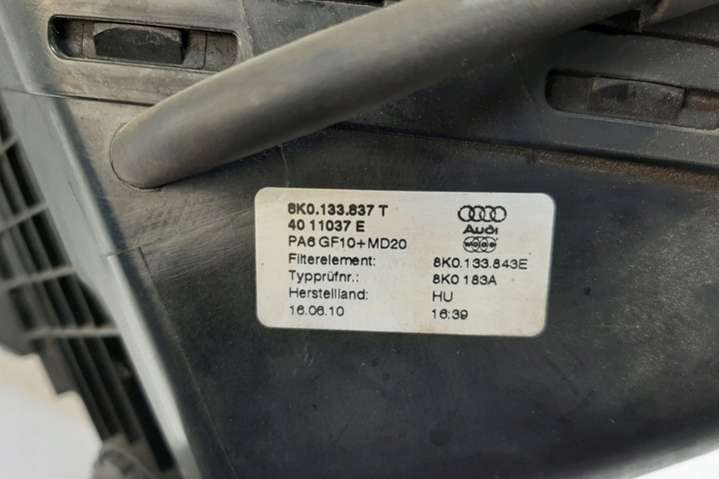 8K0.133.837 T
40 11037 E
Audi
PA6 GF10+MD20
Filterelement: 8K0.133.843E
Typprüfnr.: 8K0 183A
Herstellland: HU
16.06.10 16:39